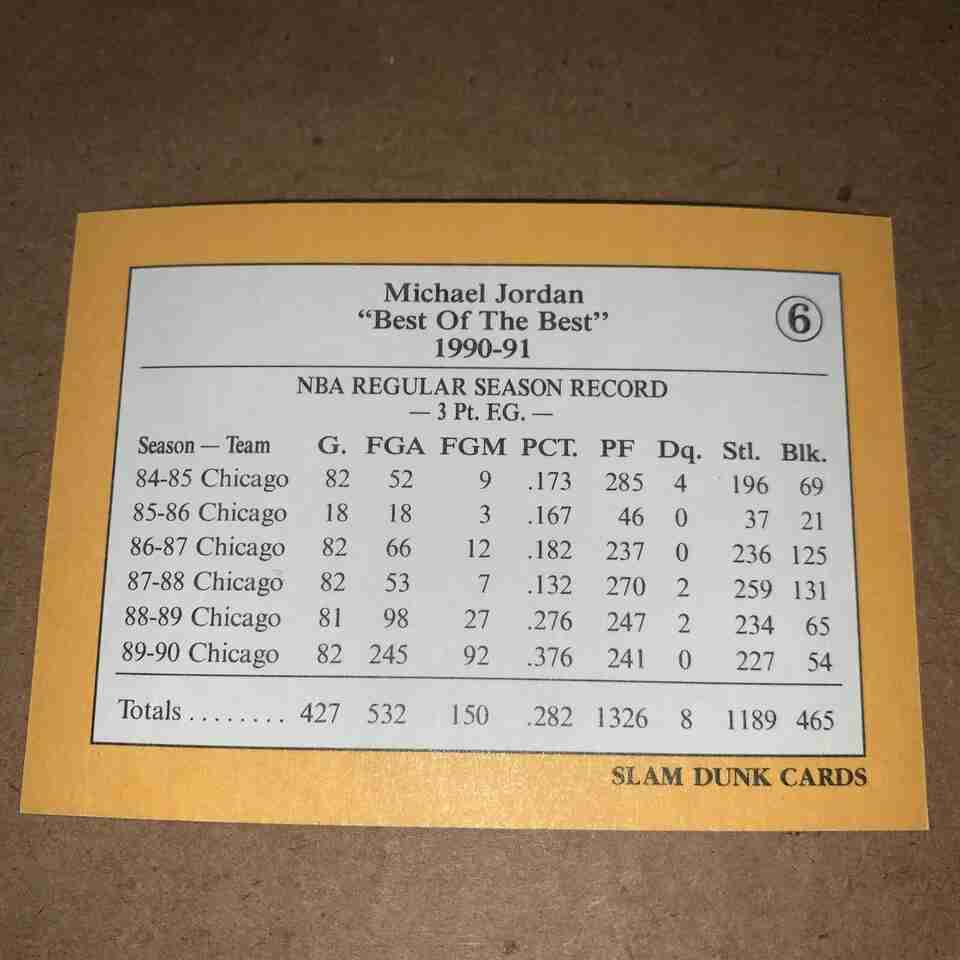 Michael Jordan
"Best Of The Best"
1990-91
6
NBA REGULAR SEASON RECORD
— 3 Pt. F.G. —
Season — Team G. FGA FGM PCT. PF Dq. Stl. Blk.
84-85 Chicago 82 52 9 .173 285 4 196 69
85-86 Chicago 18 18 3 .167 46 0 37 21
86-87 Chicago 82 66 12 .182 237 0 236 125
87-88 Chicago 82 53 7 .132 270 2 259 131
88-89 Chicago 81 98 27 .276 247 2 234 65
89-90 Chicago 82 245 92 .376 241 0 227 54
Totals ........ 427 532 150 .282 1326 8 1189 465
SLAM DUNK CARDS